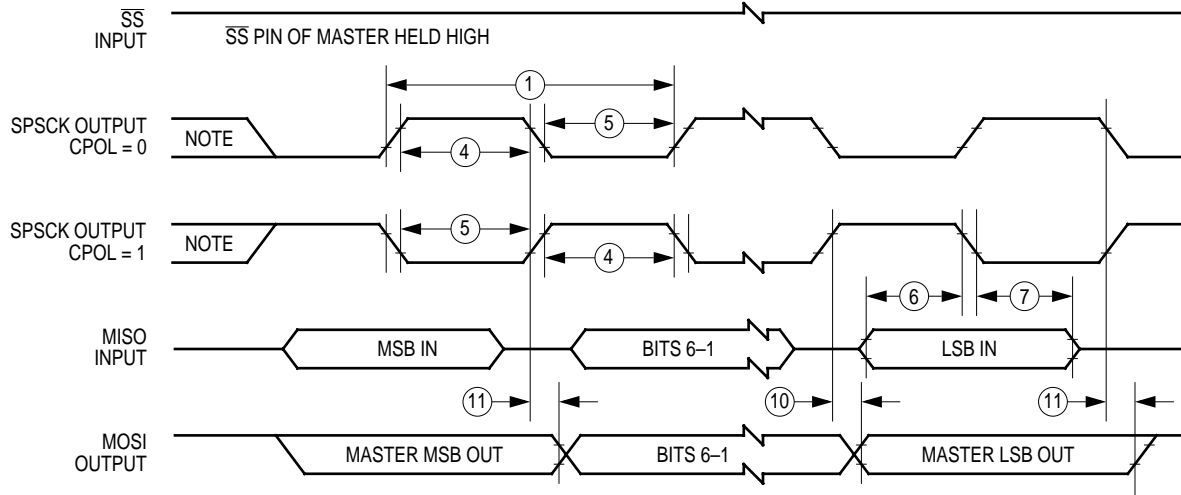 SS
INPUT
SS PIN OF MASTER HELD HIGH
1
SPSCK OUTPUT
CPOL = 0
NOTE
5
4
SPSCK OUTPUT
CPOL = 1
NOTE
5
4
6
7
MISO
INPUT
MSB IN
BITS 6–1
LSB IN
11
10
11
MOSI
OUTPUT
MASTER MSB OUT
BITS 6–1
MASTER LSB OUT